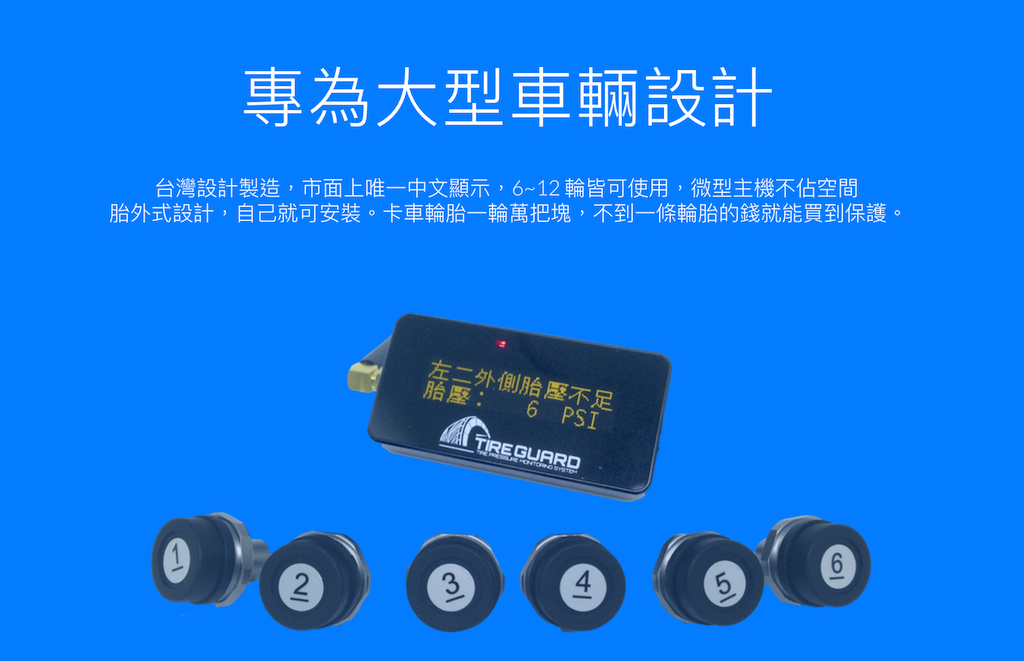 專為大型車輛設計
台灣設計製造，市面上唯一中文顯示，6~12 輪皆可使用，微型主機不佔空間
胎外式設計，自己就可安裝。卡車輪胎一輪萬把塊，不到一條輪胎的錢就能買到保護。
左二外側胎壓不足
胎壓： 6 PSI
TIRE GUARD
TIRE PRESSURE MONITORING SYSTEM
1
2
3
4
5
6